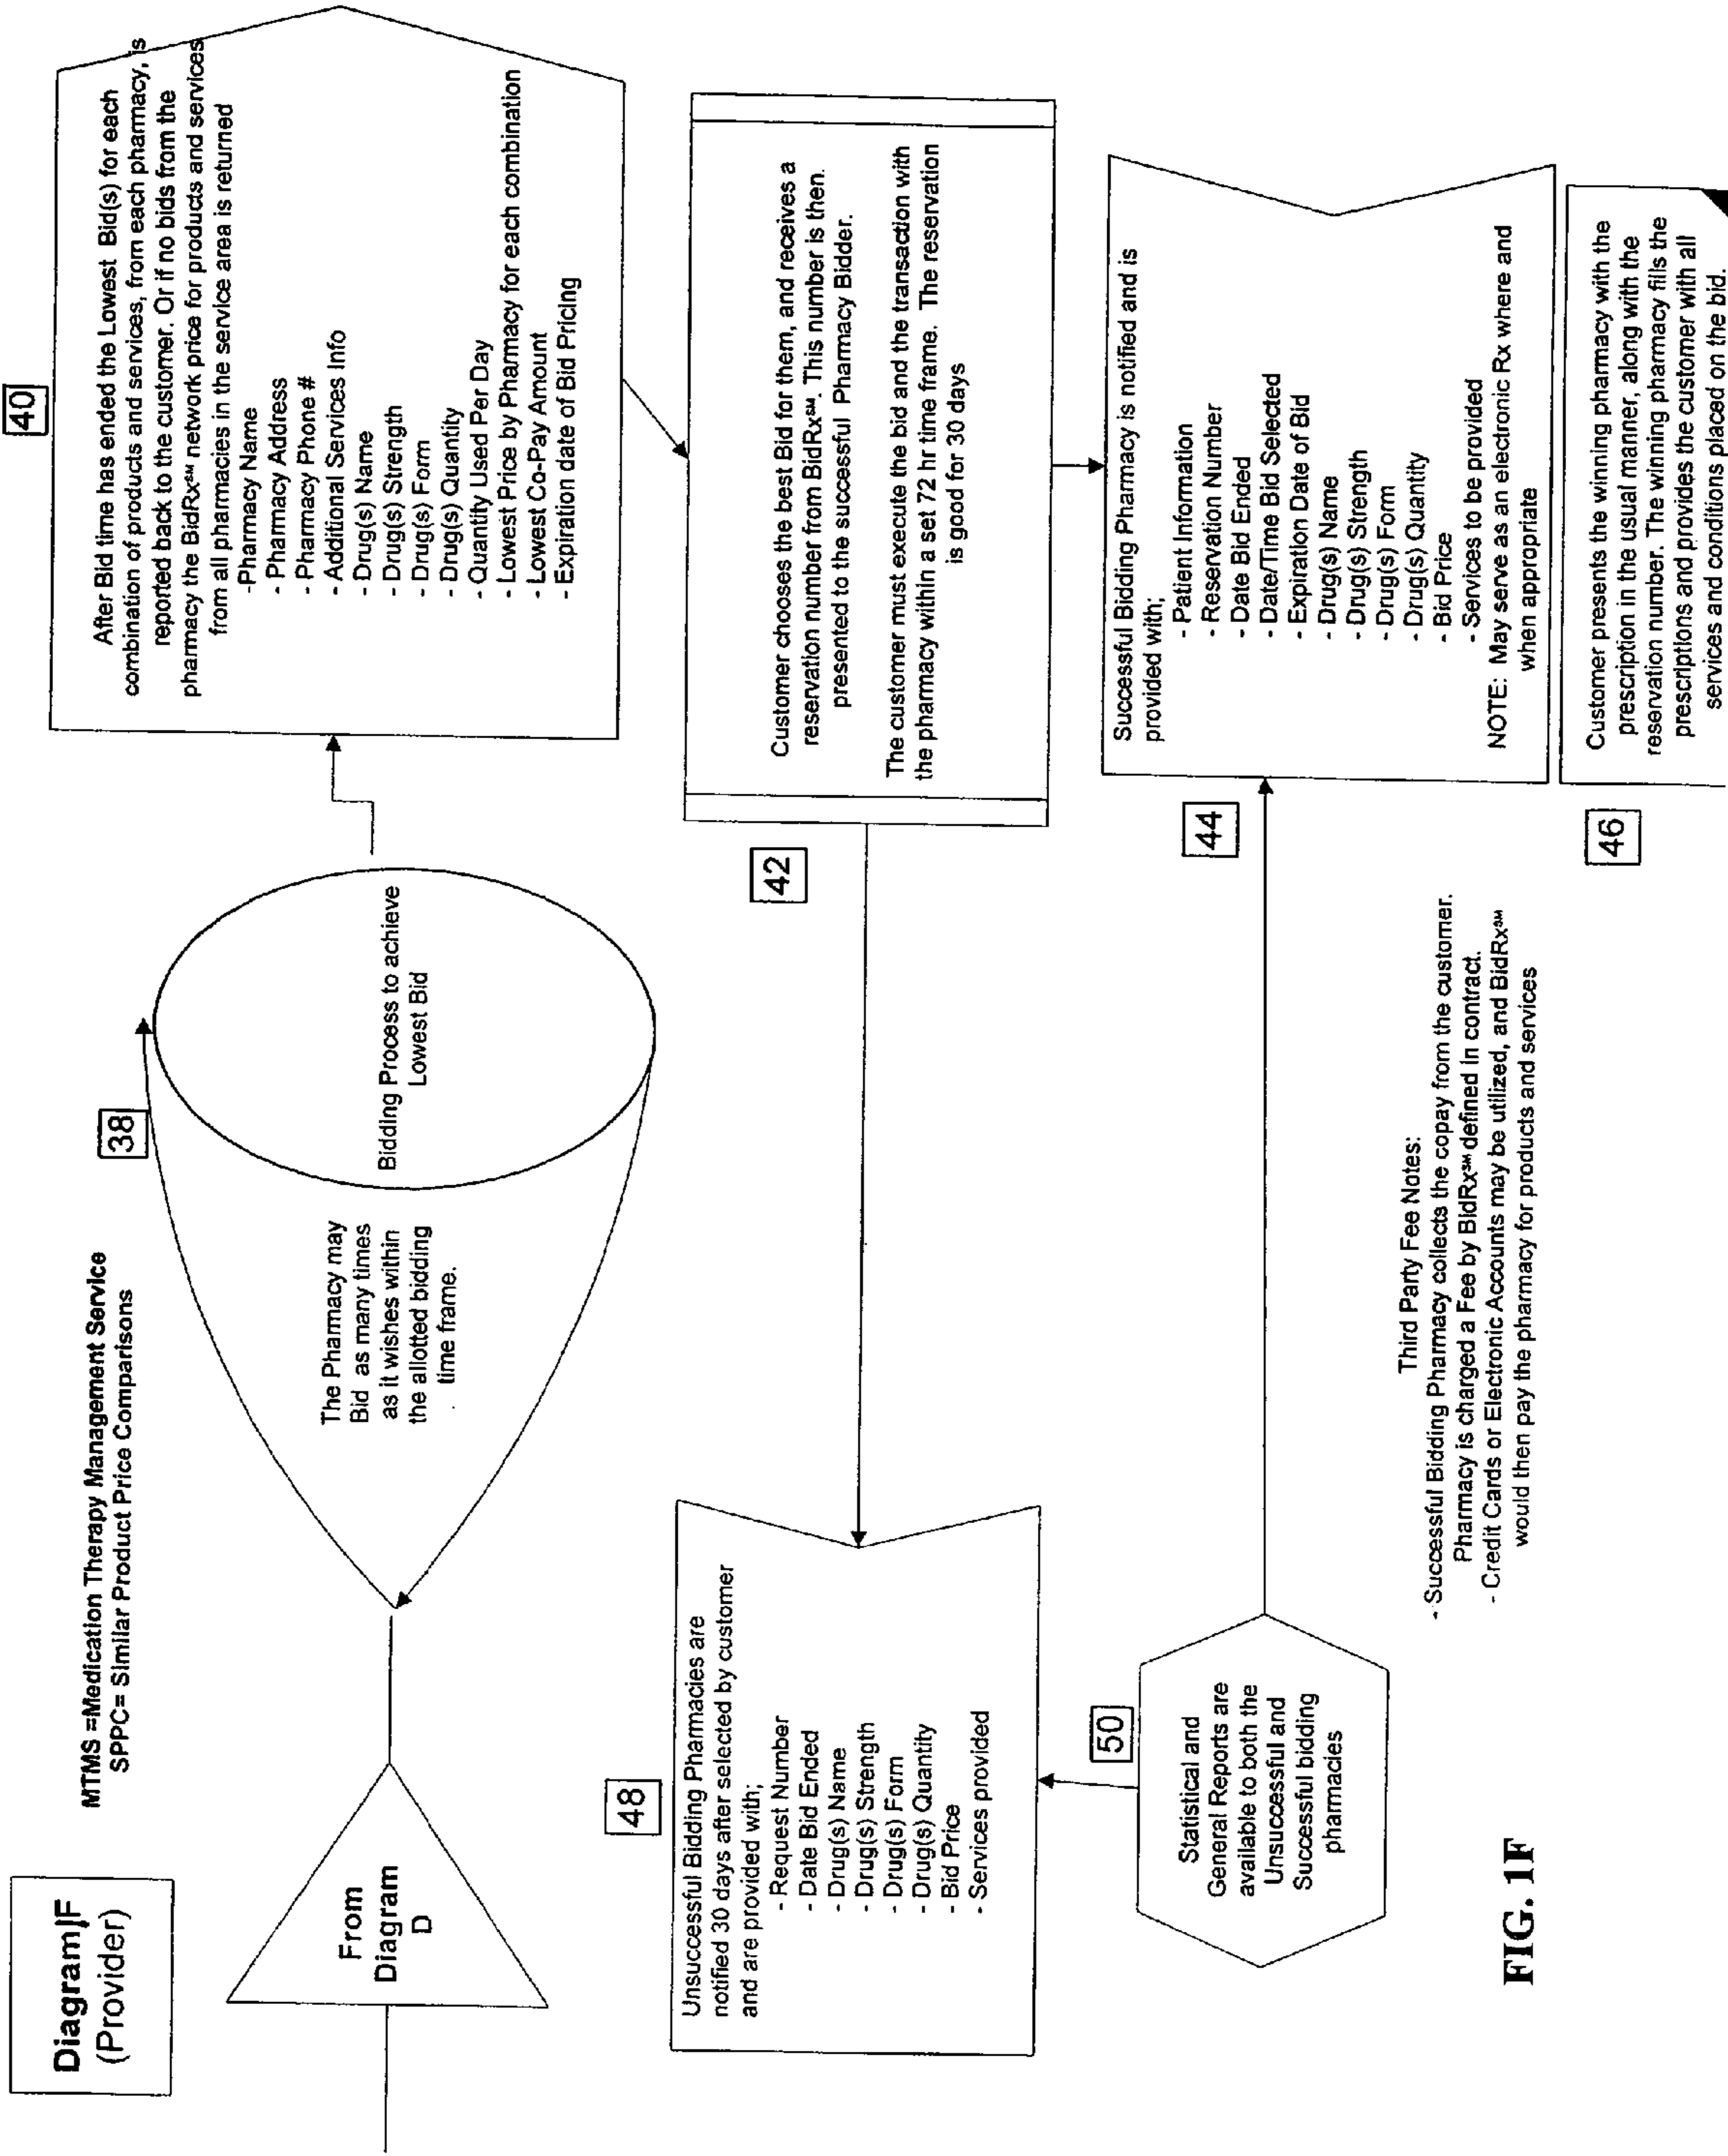 Diagram|F
(Provider)
MTMS =Medication Therapy Management Service
SPPC= Similar Product Price Comparisons
From
Diagram
D
38
The Pharmacy may
Bid as many times
as it wishes within
the allotted bidding
time frame.
Bidding Process to achieve
Lowest Bid
40
After Bid time has ended the Lowest Bid(s) for each
combination of products and services, from each pharmacy, is
reported back to the customer. Or if no bids from the
pharmacy the BidRx℠ network price for products and services
from all pharmacies in the service area is returned
-Pharmacy Name
- Pharmacy Address
- Pharmacy Phone #
- Additional Services Info
- Drug(s) Name
- Drug(s) Strength
- Drug(s) Form
- Drug(s) Quantity
- Quantity Used Per Day
- Lowest Price by Pharmacy for each combination
- Lowest Co-Pay Amount
- Expiration date of Bid Pricing
42
Customer chooses the best Bid for them, and receives a
reservation number from BidRx℠. This number is then.
presented to the successful Pharmacy Bidder.
The customer must execute the bid and the transaction with
the pharmacy within a set 72 hr time frame. The reservation
is good for 30 days
44
Successful Bidding Pharmacy is notified and is
provided with;
- Patient Information
- Reservation Number
- Date Bid Ended
- Date/Time Bid Selected
- Expiration Date of Bid
- Drug(s) Name
- Drug(s) Strength
- Drug(s) Form
- Drug(s) Quantity
- Bid Price
- Services to be provided
NOTE: May serve as an electronic Rx where and
when appropriate
46
Customer presents the winning pharmacy with the
prescription in the usual manner, along with the
reservation number. The winning pharmacy fills the
prescriptions and provides the customer with all
services and conditions placed on the bid.
48
Unsuccessful Bidding Pharmacies are
notified 30 days after selected by customer
and are provided with;
- Request Number
- Date Bid Ended
- Drug(s) Name
- Drug(s) Strength
- Drug(s) Form
- Drug(s) Quantity
- Bid Price
- Services provided
50
Statistical and
General Reports are
available to both the
Unsuccessful and
Successful bidding
pharmacies
Third Party Fee Notes:
- Successful Bidding Pharmacy collects the copay from the customer.
Pharmacy is charged a Fee by BidRx℠ defined in contract.
- Credit Cards or Electronic Accounts may be utilized, and BidRx℠
would then pay the pharmacy for products and services
FIG. 1F